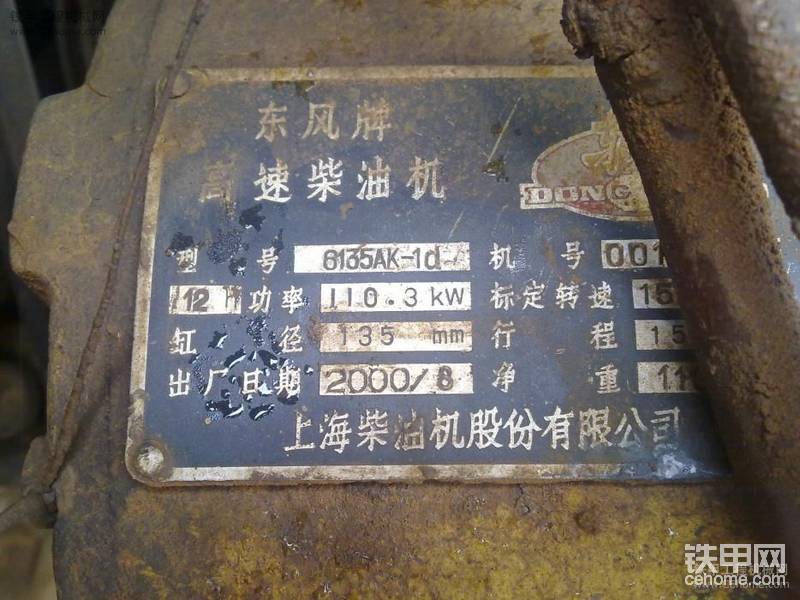 东风牌
高速柴油机
DONG
型号 6135AK-1d 机号 001
12 H 功率 110.3 kW 标定转速 15
缸径 135 mm 行程 15
出厂日期 2000/8 净重 11
上海柴油机股份有限公司
铁甲网
cehome.com